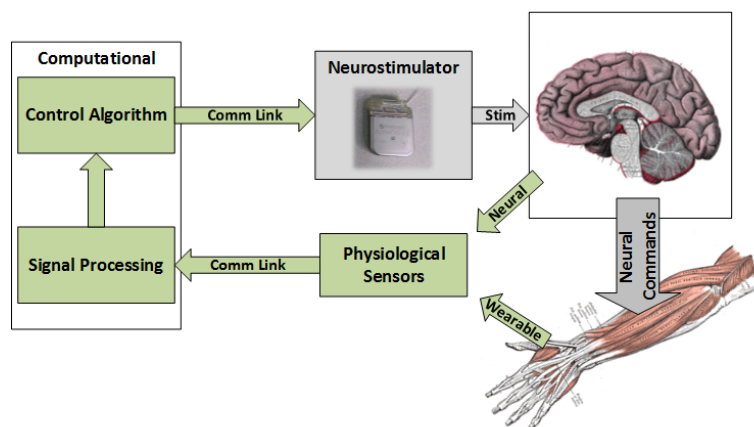 Computational
Control Algorithm
Comm Link
Neurostimulator
Stim
Neural
Signal Processing
Comm Link
Physiological
Sensors
Wearable
Neural
Commands